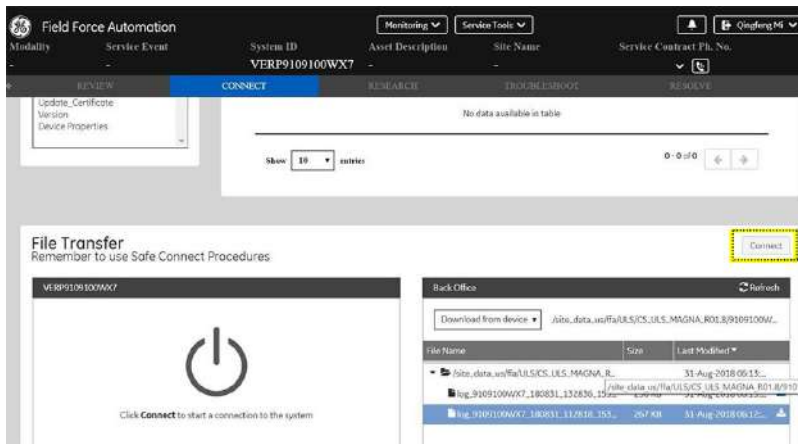 Field Force Automation
Monitoring
Service Tools
Qingfeng Mi
Modality Service Event System ID Asset Description Site Name Service Contract Ph. No.
- - VERP9109100WX7 - -
REVIEW CONNECT RESEARCH TROUBLESHOOT RESOLVE
Update_Certificate
Version
Device Properties
No data available in table
Show 10 entries
0 - 0 of 0
File Transfer
Remember to use Safe Connect Procedures
Connect
VERP9109100WX7
Click Connect to start a connection to the system
Back Office
Refresh
Download from device
/site_data_us/ffa/ULS/CS_ULS_MAGNA_R01.8/9109100W...
File Name Size Last Modified
/site_data_us/ffa/ULS/CS_ULS_MAGNA_R... 31-Aug-2018 06:13:...
/site_data_us/ffa/ULS/CS_ULS_MAGNA_R01.8/910
log_9109100WX7_180831_132836_15...
log_9109100WX7_180831_112818_153... 267 KB 31-Aug-2018 06:12:...